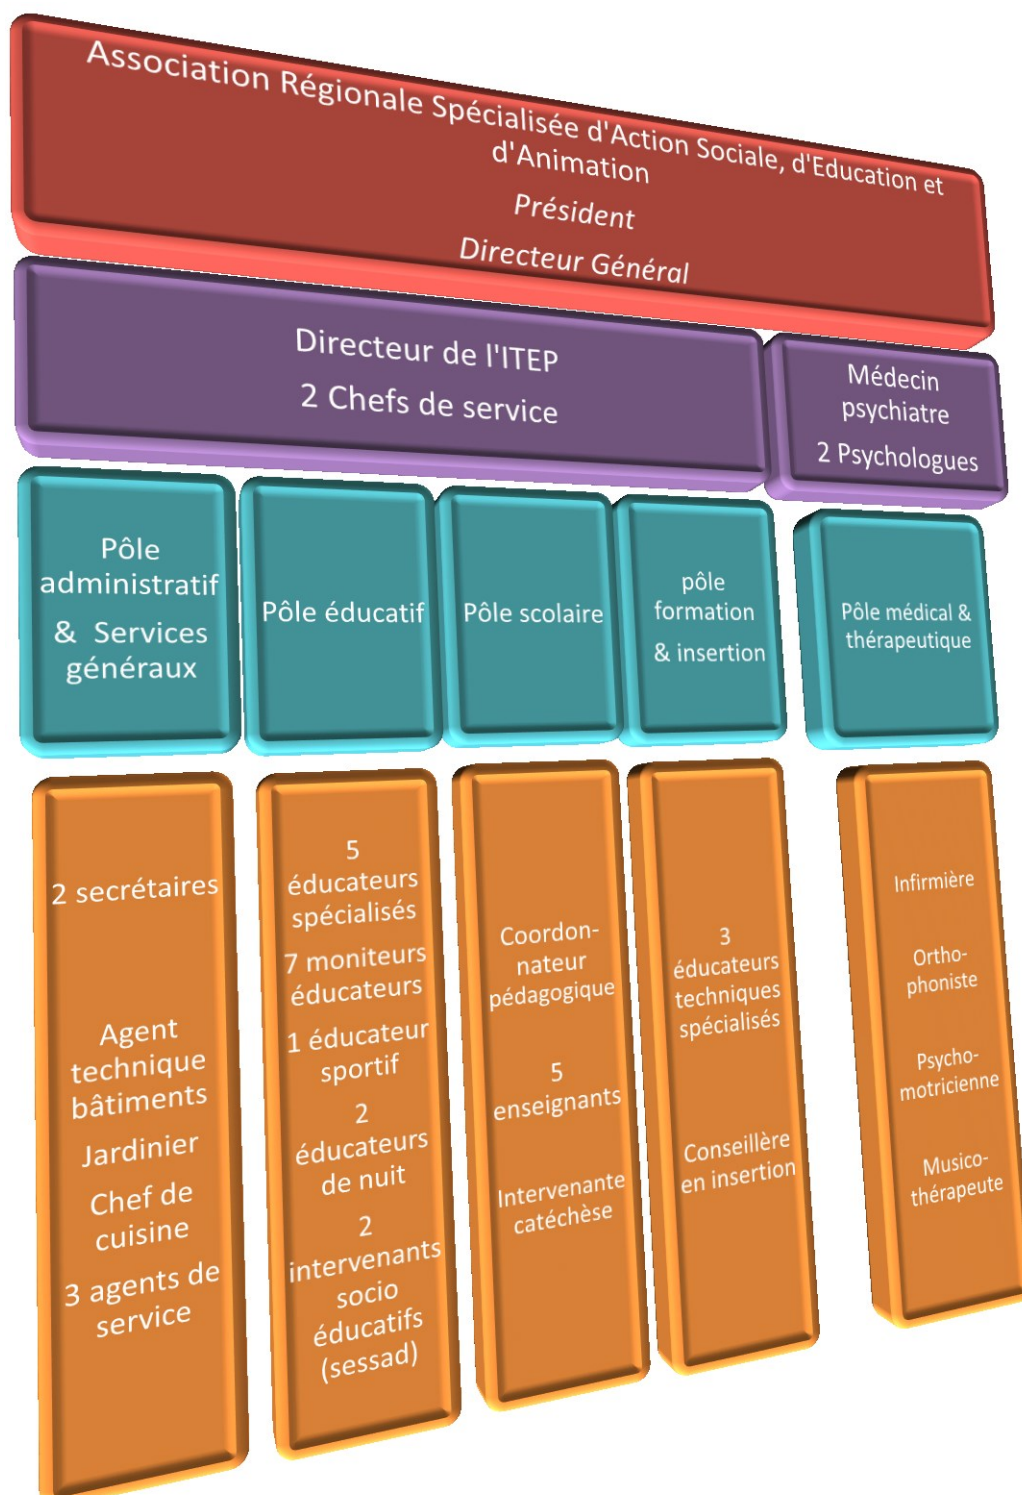 Association Régionale Spécialisée d'Action Sociale, d'Education et
d'Animation
Président
Directeur Général
Directeur de l'ITEP
2 Chefs de service
Médecin
psychiatre
2 Psychologues
Pôle
administratif
& Services
généraux
Pôle éducatif
Pôle scolaire
pôle
formation
& insertion
Pôle médical &
thérapeutique
2 secrétaires
Agent
technique
bâtiments
Jardinier
Chef de
cuisine
3 agents de
service
5
éducateurs
spécialisés
7 moniteurs
éducateurs
1 éducateur
sportif
2
éducateurs
de nuit
2
intervenants
socio
éducatifs
(sessad)
Coordon-
nateur
pédagogique
5
enseignants
Intervenante
catéchèse
3
éducateurs
techniques
spécialisés
Conseillère
en insertion
Infirmière
Ortho-
phoniste
Psycho-
motricienne
Musico-
thérapeute